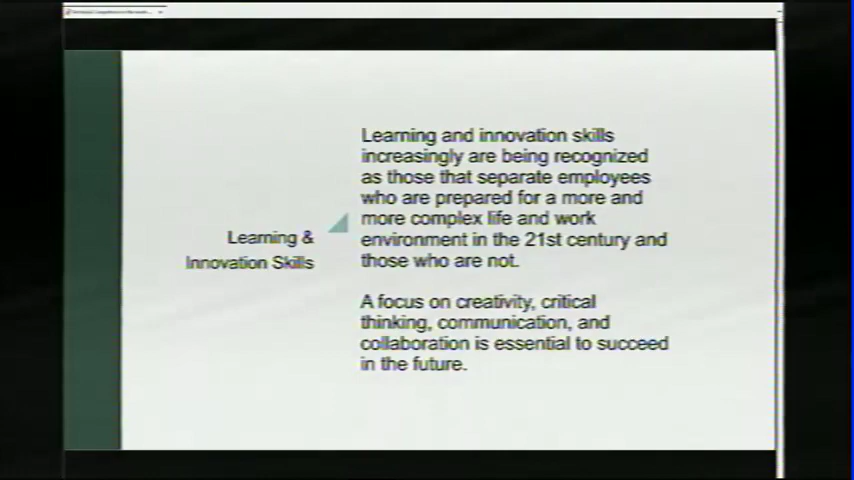 Learning &
Innovation Skills
Learning and innovation skills
increasingly are being recognized
as those that separate employees
who are prepared for a more and
more complex life and work
environment in the 21st century and
those who are not.
A focus on creativity, critical
thinking, communication, and
collaboration is essential to succeed
in the future.